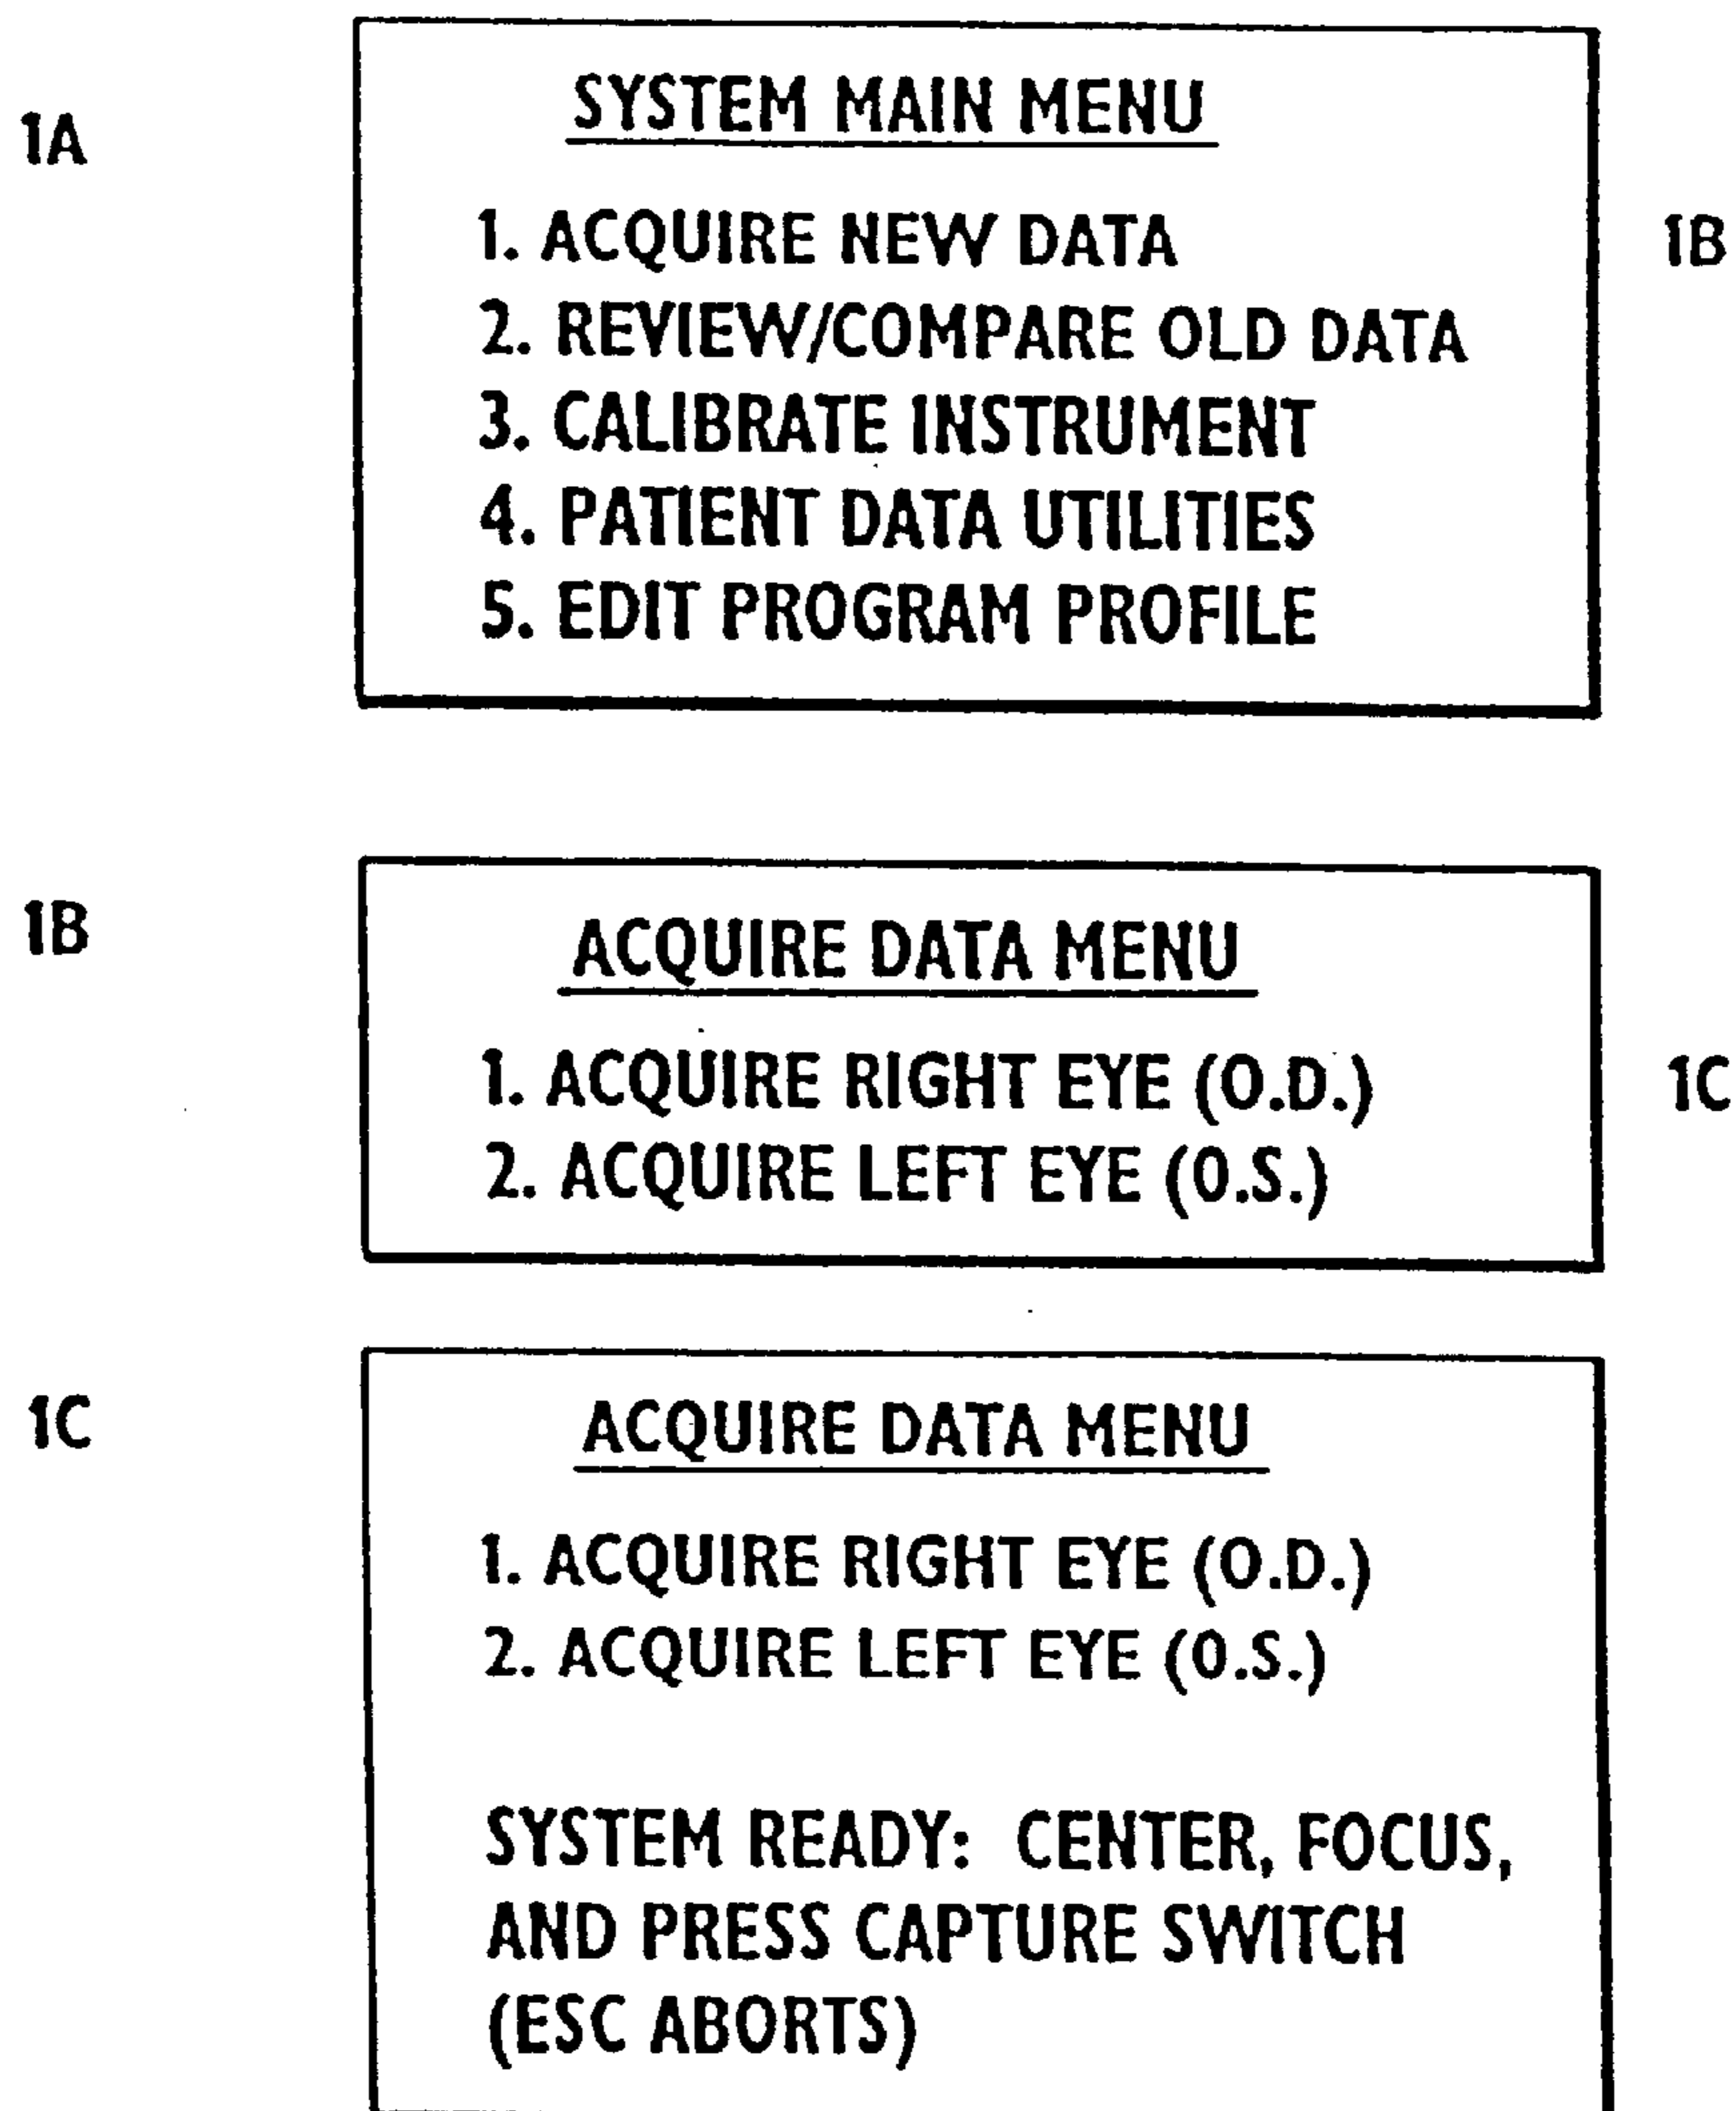 1A
SYSTEM MAIN MENU
1. ACQUIRE NEW DATA 1B
2. REVIEW/COMPARE OLD DATA
3. CALIBRATE INSTRUMENT
4. PATIENT DATA UTILITIES
5. EDIT PROGRAM PROFILE
1B
ACQUIRE DATA MENU
1. ACQUIRE RIGHT EYE (O.D.) 1C
2. ACQUIRE LEFT EYE (O.S.)
1C
ACQUIRE DATA MENU
1. ACQUIRE RIGHT EYE (O.D.)
2. ACQUIRE LEFT EYE (O.S.)
SYSTEM READY: CENTER, FOCUS,
AND PRESS CAPTURE SWITCH
(ESC ABORTS)